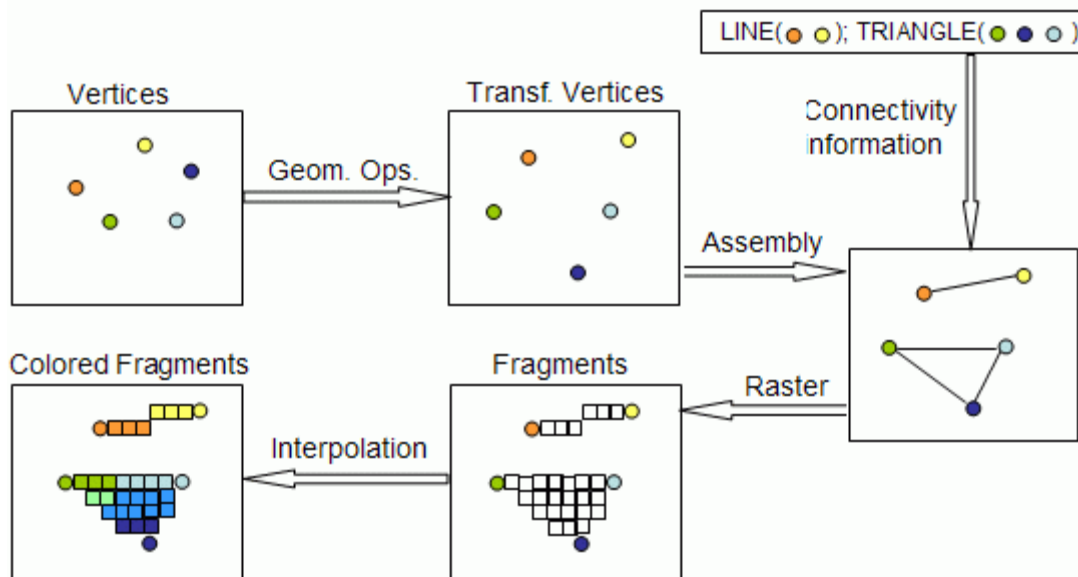 LINE( ); TRIANGLE( )
Vertices
Transf. Vertices
Connectivity
information
Geom. Ops.
Assembly
Colored Fragments
Fragments
Raster
Interpolation